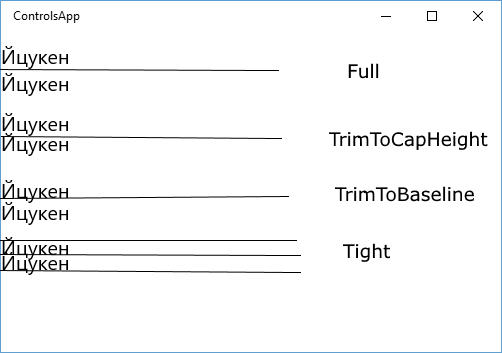 ControlsApp
Йцукен
Full
Йцукен
Йцукен
TrimToCapHeight
Йцукен
Йцукен
TrimToBaseline
Йцукен
Йцукен
Tight
Йцукен